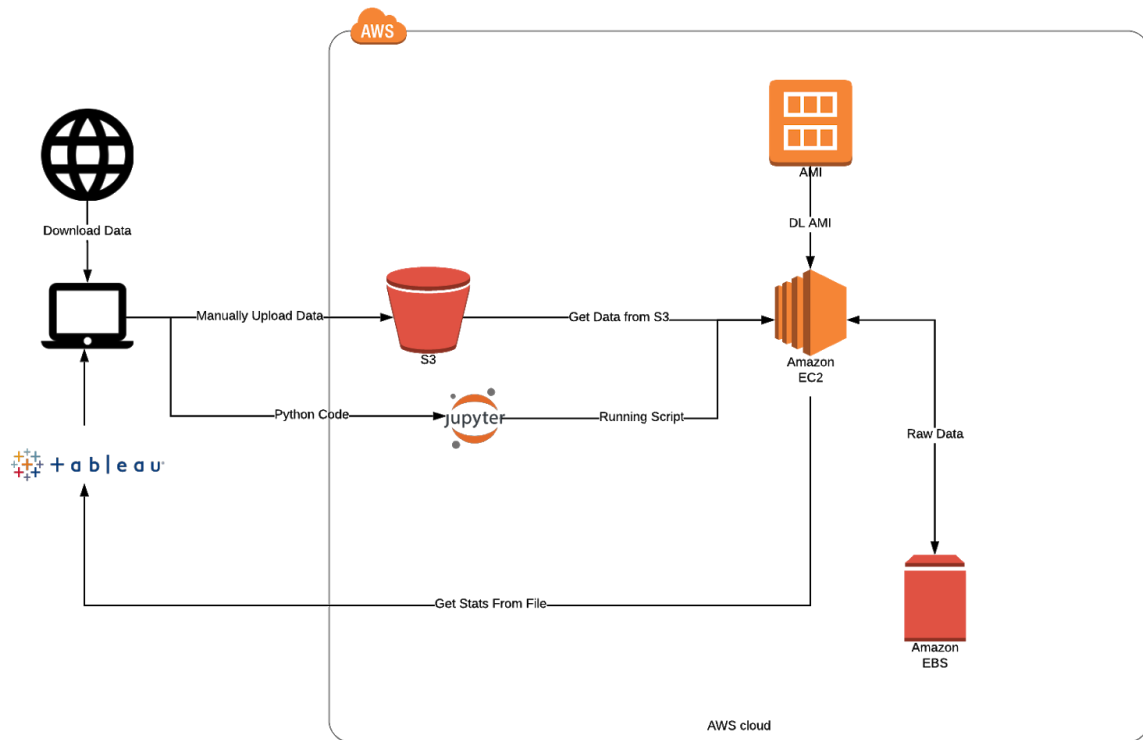 AWS
AMI
Download Data
DL AMI
Manually Upload Data
Get Data from S3
S3
Amazon
EC2
Python Code
jupyter
Running Script
Raw Data
+ableau
Get Stats From File
Amazon
EBS
AWS cloud